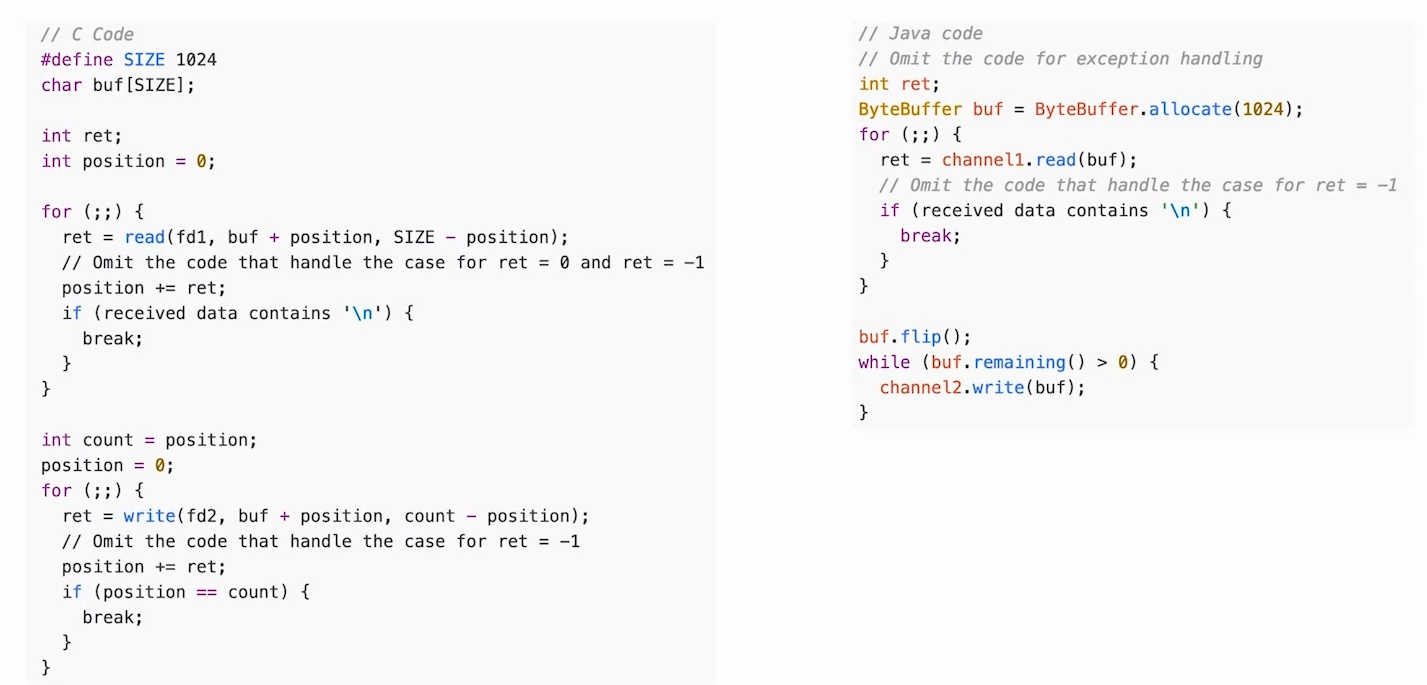 // C Code
#define SIZE 1024
char buf[SIZE];

int ret;
int position = 0;

for (;;) {
  ret = read(fd1, buf + position, SIZE - position);
  // Omit the code that handle the case for ret = 0 and ret = -1
  position += ret;
  if (received data contains '\n') {
    break;
  }
}

int count = position;
position = 0;
for (;;) {
  ret = write(fd2, buf + position, count - position);
  // Omit the code that handle the case for ret = -1
  position += ret;
  if (position == count) {
    break;
  }
}

// Java code
// Omit the code for exception handling
int ret;
ByteBuffer buf = ByteBuffer.allocate(1024);
for (;;) {
  ret = channel1.read(buf);
  // Omit the code that handle the case for ret = -1
  if (received data contains '\n') {
    break;
  }
}

buf.flip();
while (buf.remaining() > 0) {
  channel2.write(buf);
}